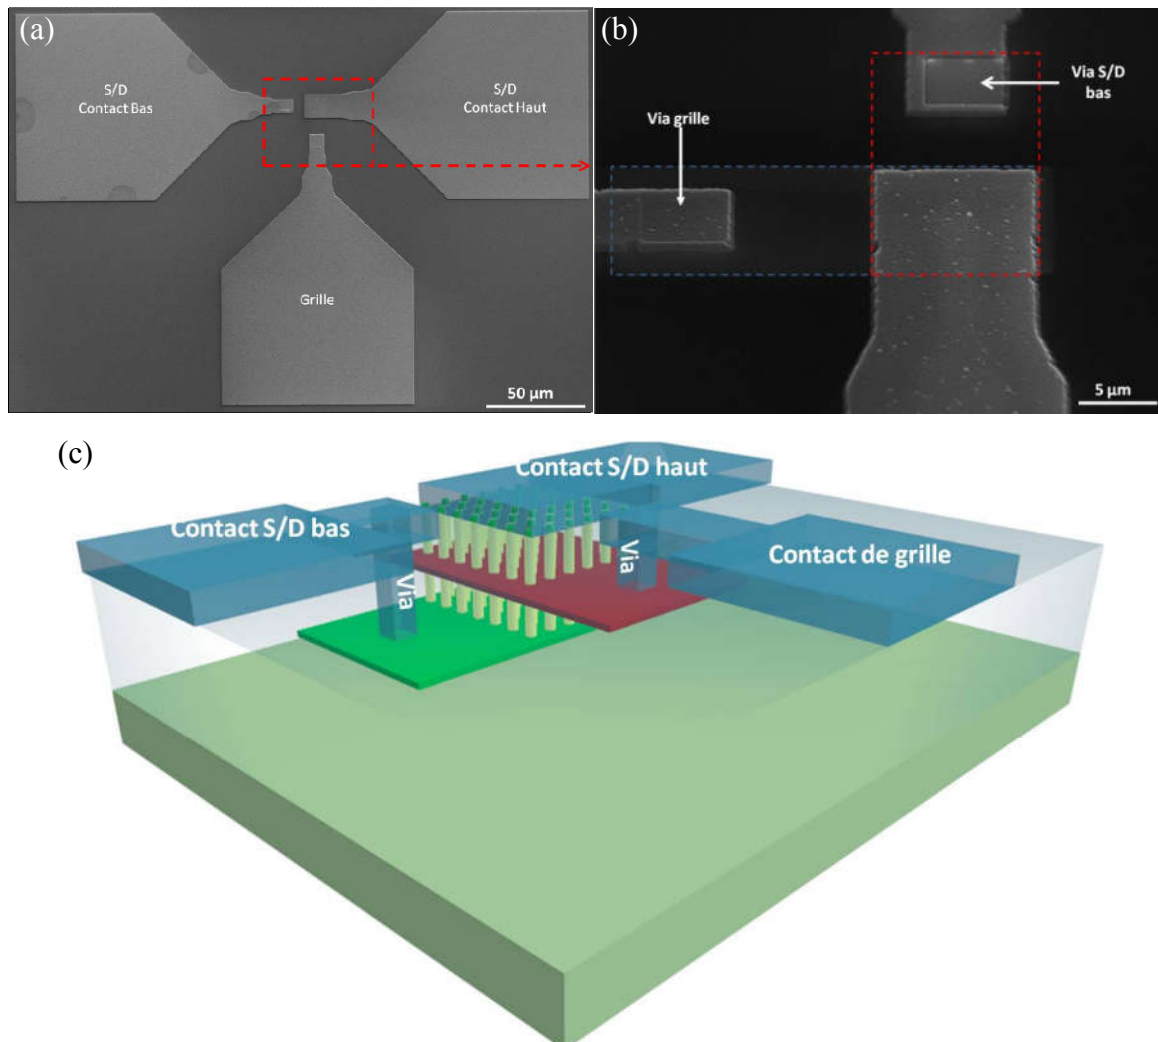 (a)
S/D
Contact Bas
S/D
Contact Haut
Grille
50 µm
(b)
Via S/D
bas
Via grille
5 µm
(c)
Contact S/D haut
Contact S/D bas
Via
Via
Contact de grille